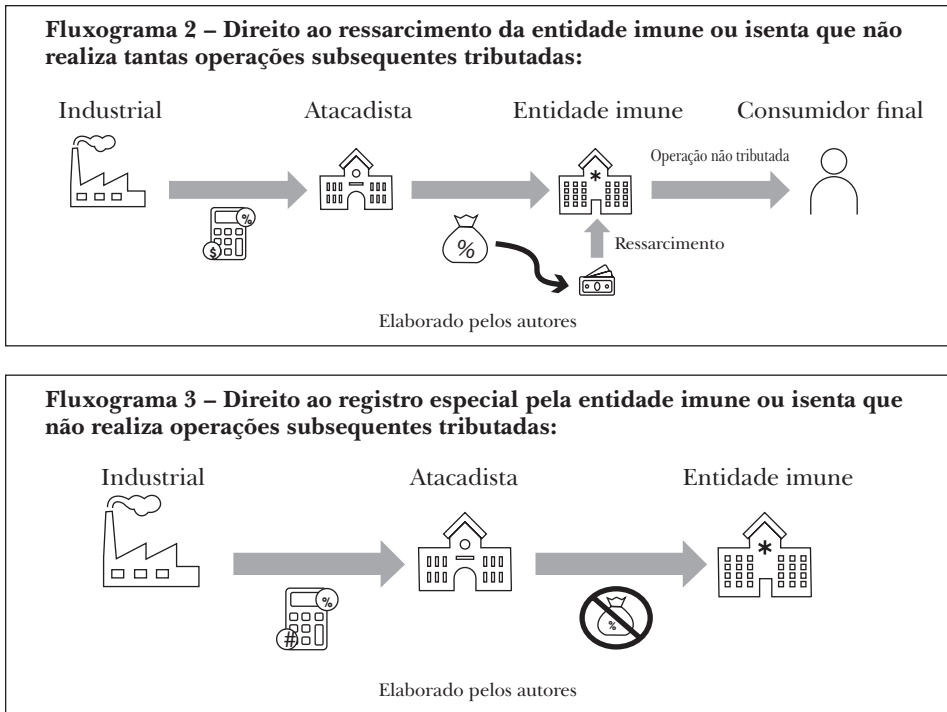 Fluxograma 2 – Direito ao ressarcimento da entidade imune ou isenta que não
realiza tantas operações subsequentes tributadas:
Industrial
Atacadista
Entidade imune
Consumidor final
Operação não tributada
*
%
$
%
Ressarcimento
Elaborado pelos autores
Fluxograma 3 – Direito ao registro especial pela entidade imune ou isenta que
não realiza operações subsequentes tributadas:
Industrial
Atacadista
Entidade imune
*
%
#
%
Elaborado pelos autores